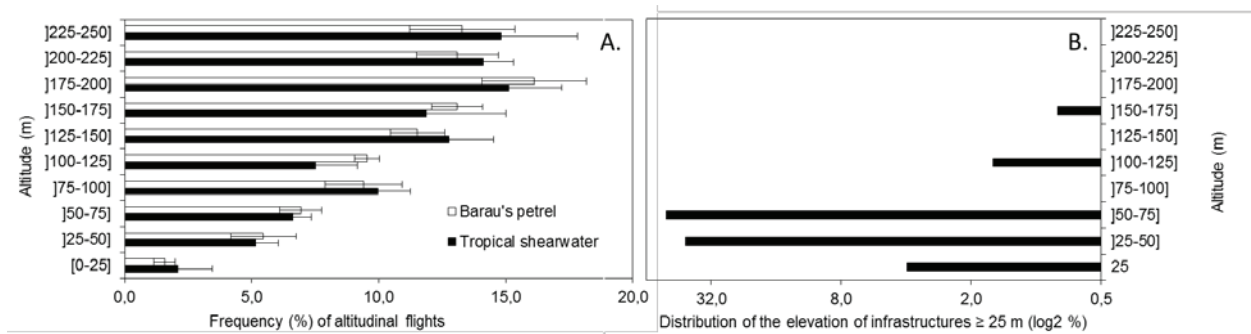 A.
]225-250]
]200-225]
]175-200]
]150-175]
]125-150]
]100-125]
]75-100]
]50-75]
]25-50]
[0-25]
Altitude (m)
Barau's petrel
Tropical shearwater
0,0 5,0 10,0 15,0 20,0
Frequency (%) of altitudinal flights
B.
]225-250]
]200-225]
]175-200]
]150-175]
]125-150]
]100-125]
]75-100]
]50-75]
]25-50]
25
Altitude (m)
32,0 8,0 2,0 0,5
Distribution of the elevation of infrastructures ≥ 25 m (log2 %)